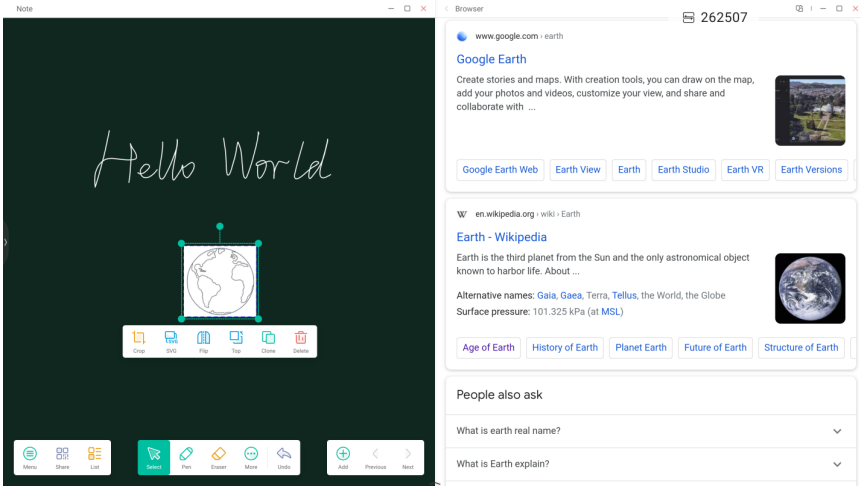 Note
Hello World
Crop
SVG
Flip
Top
Clone
Delete
Menu
Share
List
Select
Pen
Eraser
More
Undo
Add
Previous
Next
Browser
262507
www.google.com › earth
Google Earth
Create stories and maps. With creation tools, you can draw on the map,
add your photos and videos, customize your view, and share and
collaborate with ...
Google Earth Web
Earth View
Earth
Earth Studio
Earth VR
Earth Versions
W en.wikipedia.org › wiki › Earth
Earth - Wikipedia
Earth is the third planet from the Sun and the only astronomical object
known to harbor life. About ...
Alternative names: Gaia, Gaea, Terra, Tellus, the World, the Globe
Surface pressure: 101.325 kPa (at MSL)
Age of Earth
History of Earth
Planet Earth
Future of Earth
Structure of Earth
People also ask
What is earth real name?
What is Earth explain?